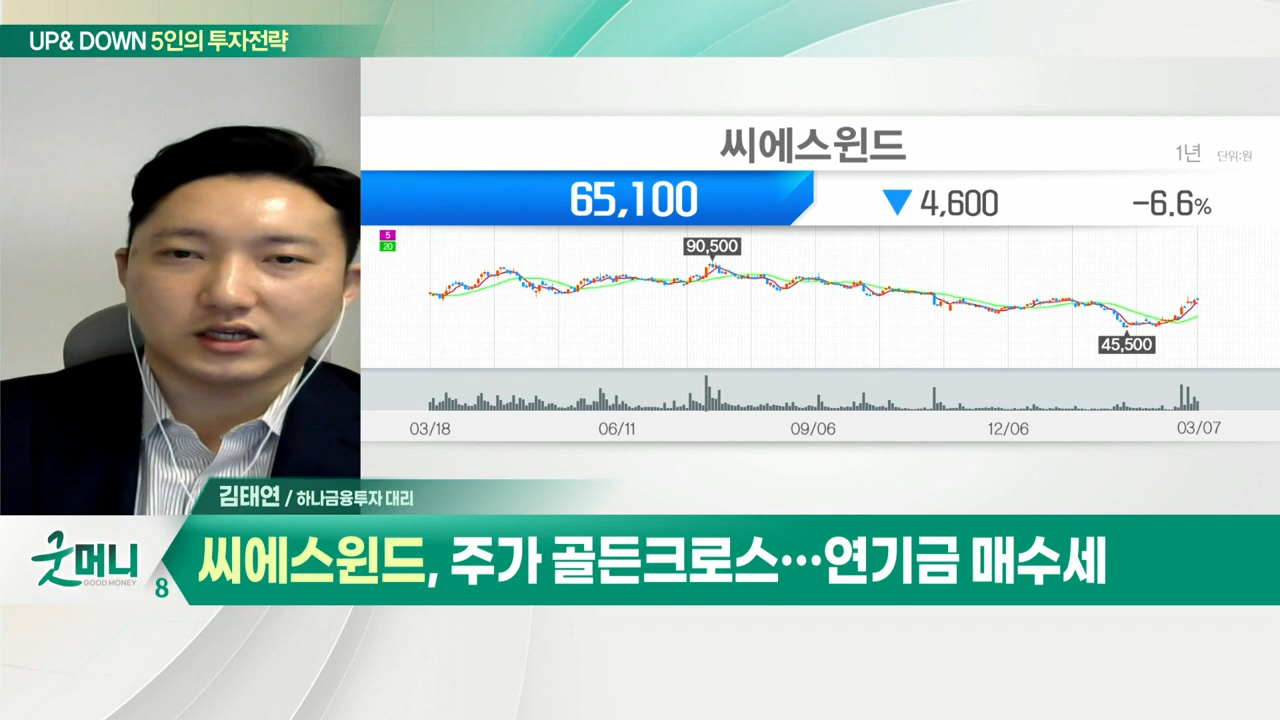 UP& DOWN 5인의 투자전략
씨에스윈드
1년 단위:원
65,100 ▼ 4,600 -6.6%
5
20
90,500
45,500
03/18 06/11 09/06 12/06 03/07
김태연 / 하나금융투자 대리
굿머니
GOOD MONEY
8
씨에스윈드, 주가 골든크로스…연기금 매수세